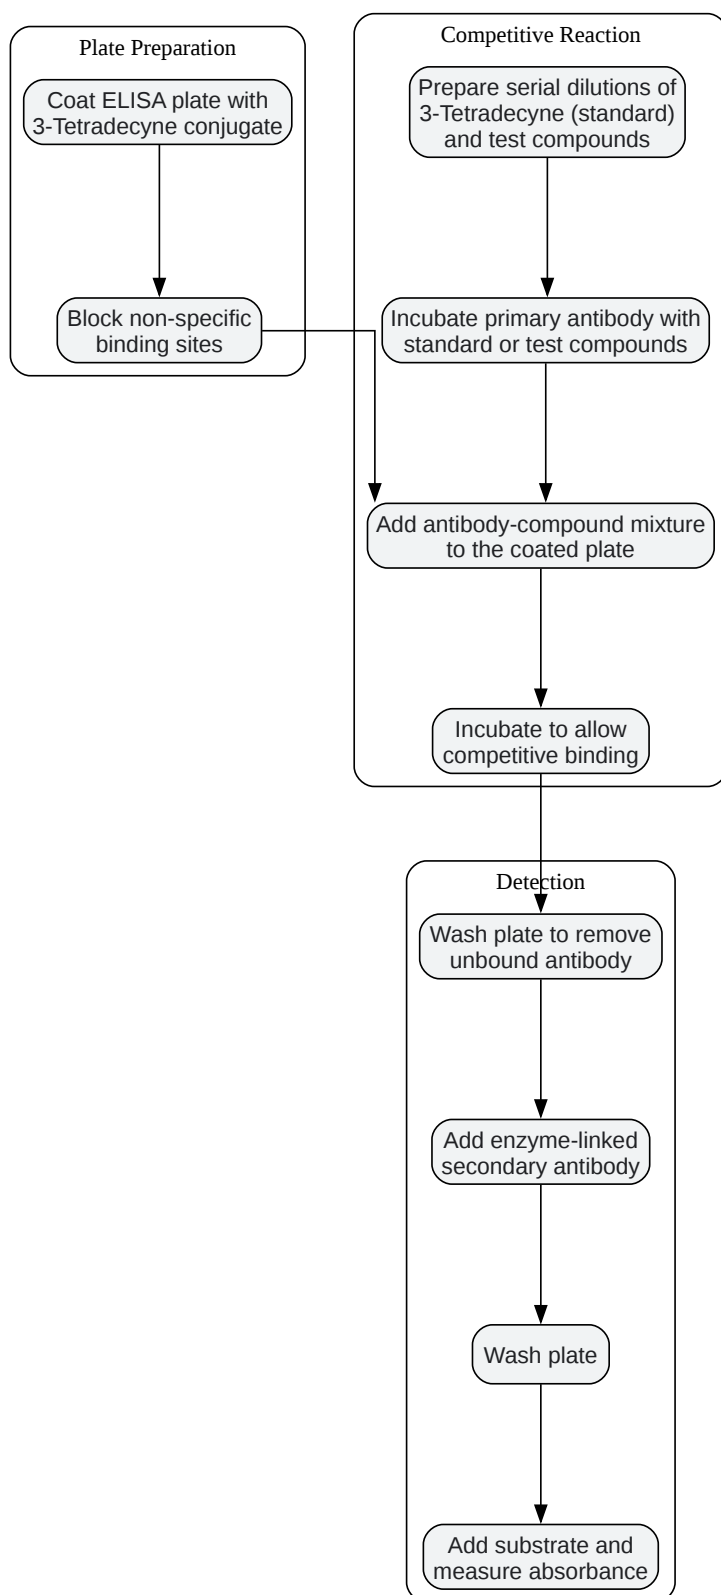 Plate Preparation
Coat ELISA plate with
3-Tetradecyne conjugate
Block non-specific
binding sites
Competitive Reaction
Prepare serial dilutions of
3-Tetradecyne (standard)
and test compounds
Incubate primary antibody with
standard or test compounds
Add antibody-compound mixture
to the coated plate
Incubate to allow
competitive binding
Detection
Wash plate to remove
unbound antibody
Add enzyme-linked
secondary antibody
Wash plate
Add substrate and
measure absorbance